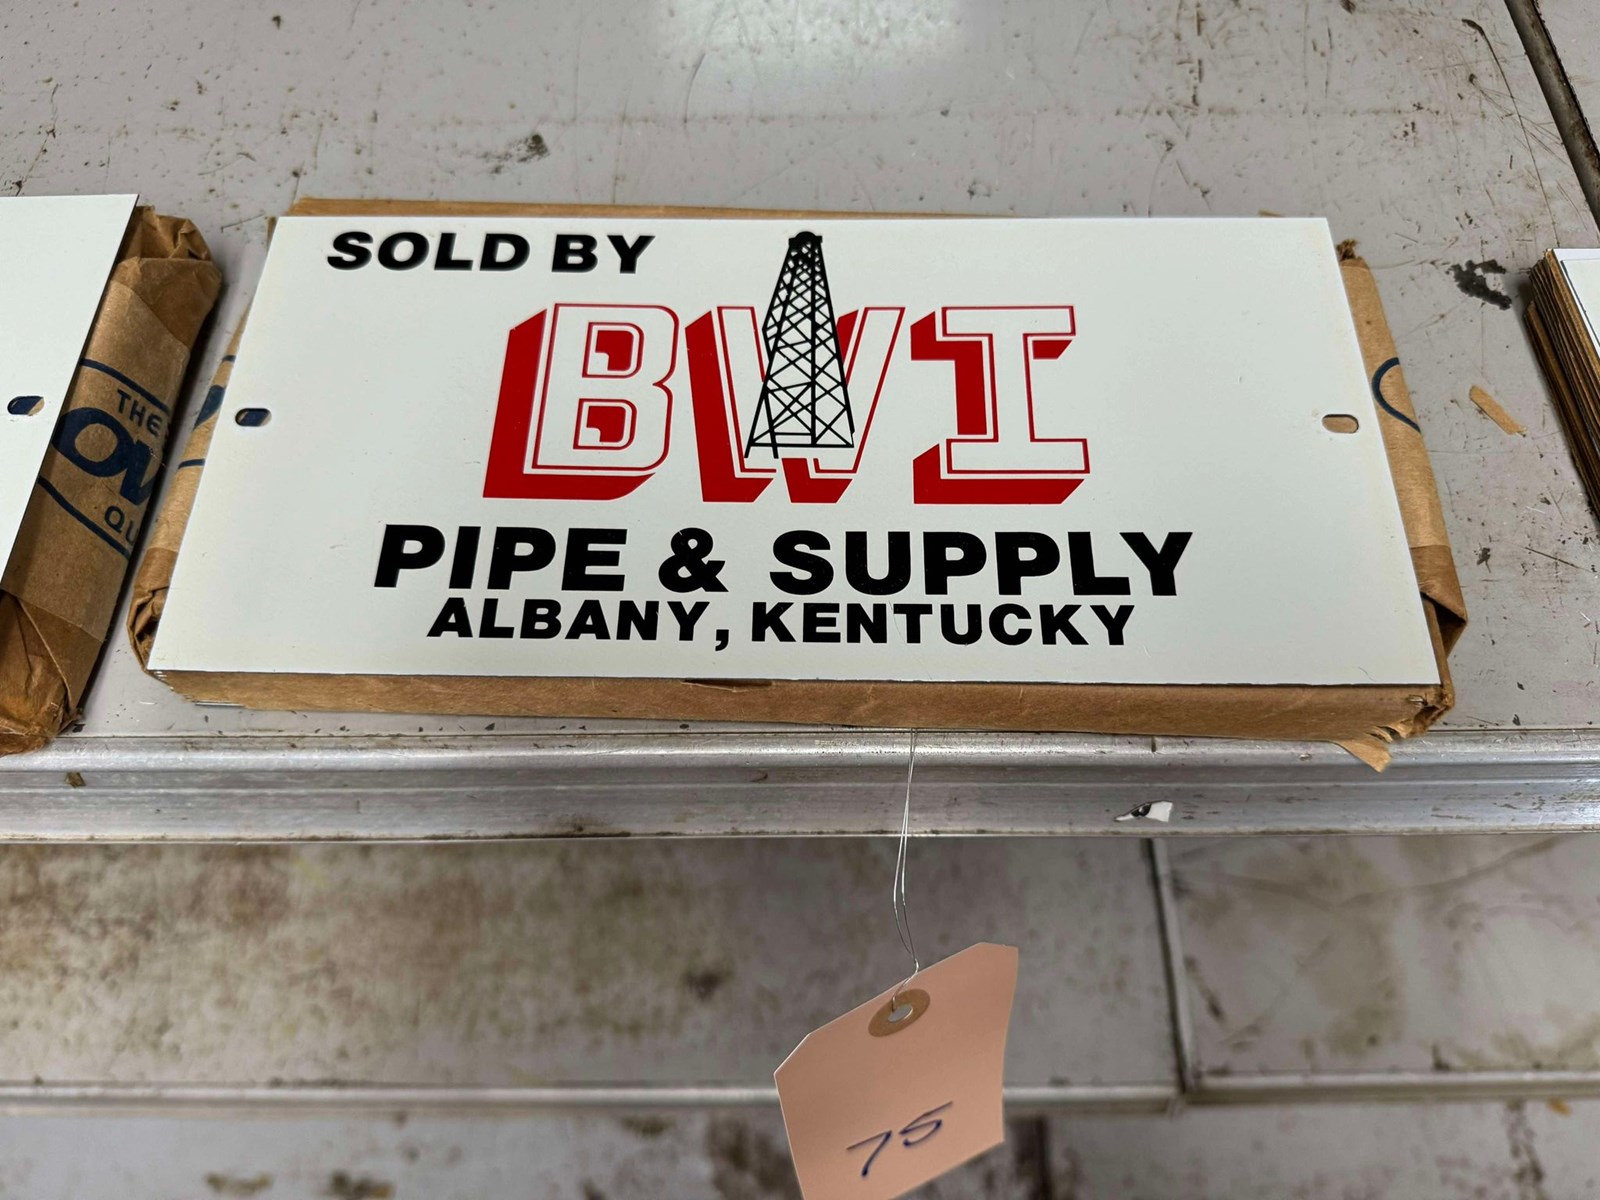 SOLD BY
BWI
PIPE & SUPPLY
ALBANY, KENTUCKY
THE
75